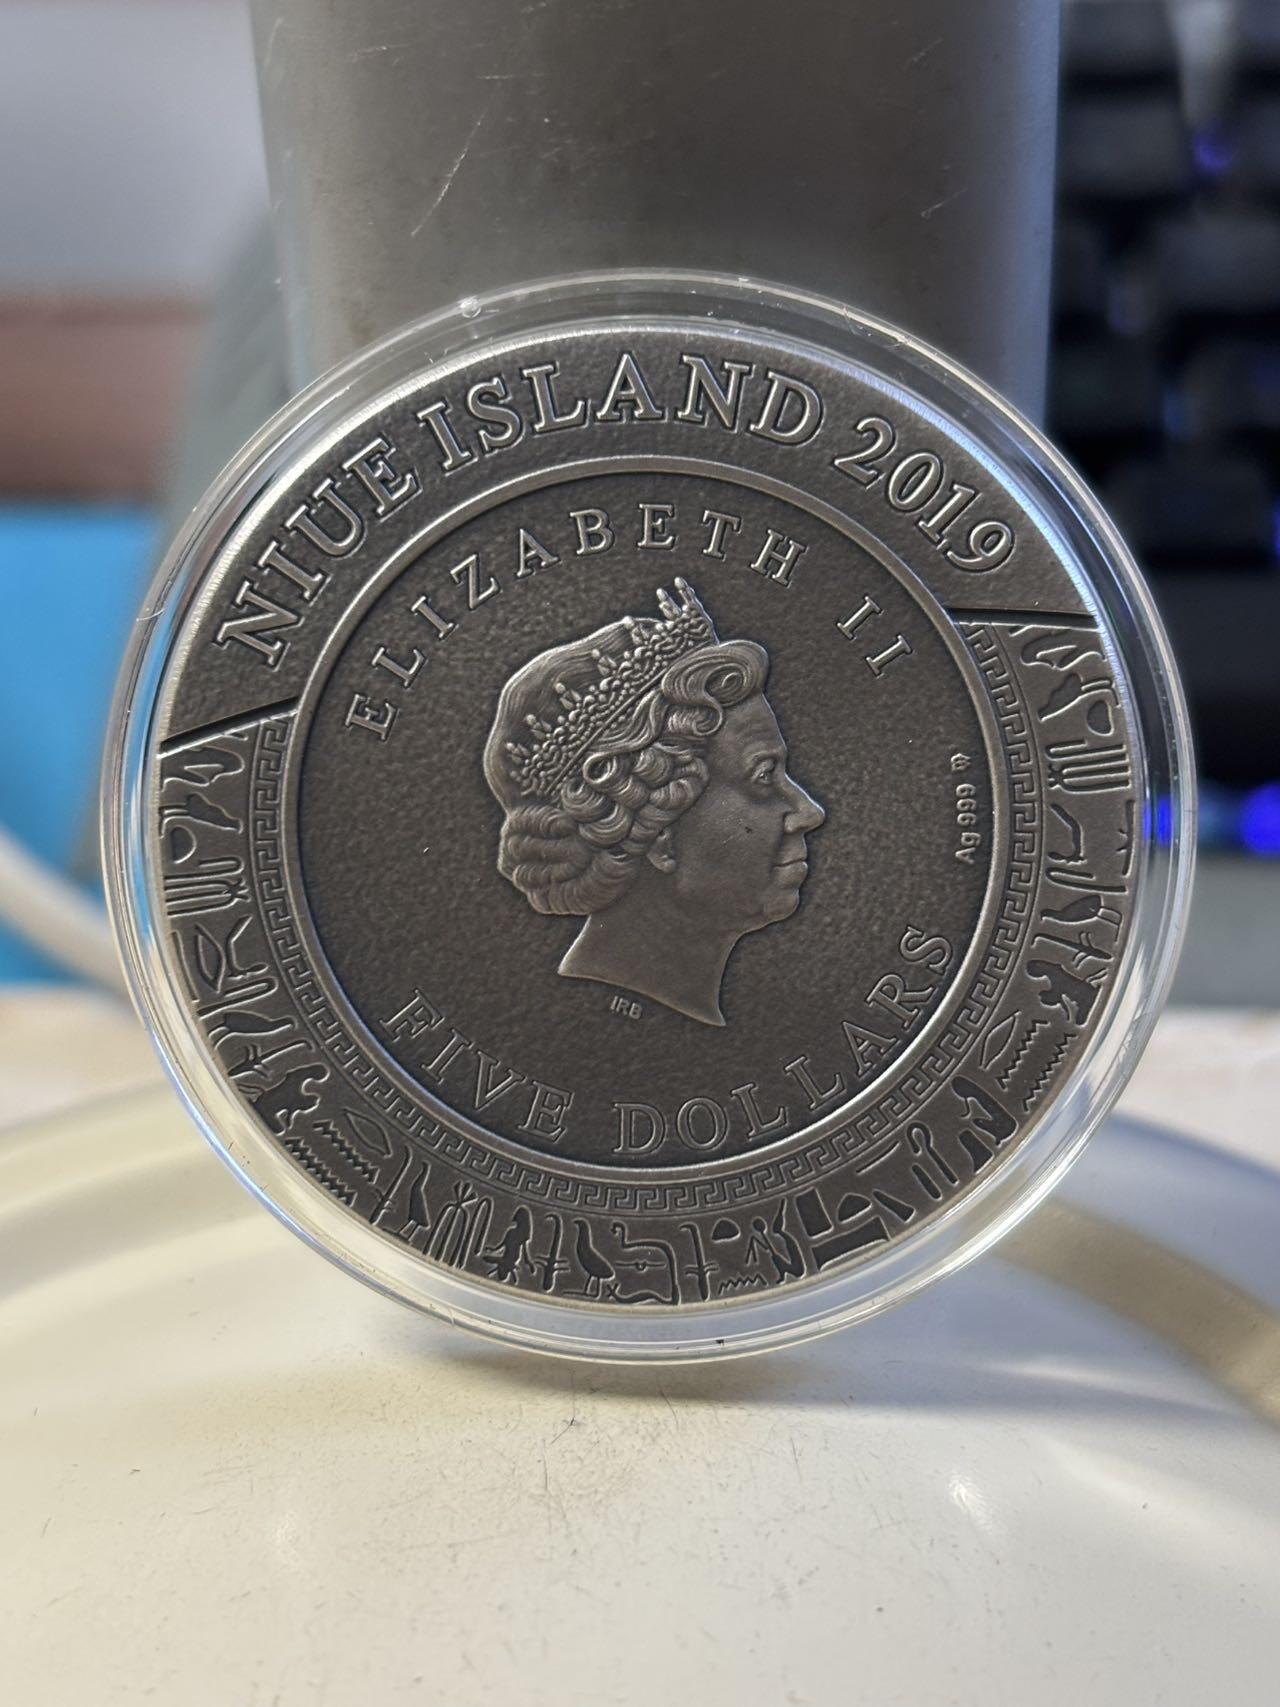 NIUE ISLAND 2019
ELIZABETH II
Ag 999
IRB
FIVE DOLLARS